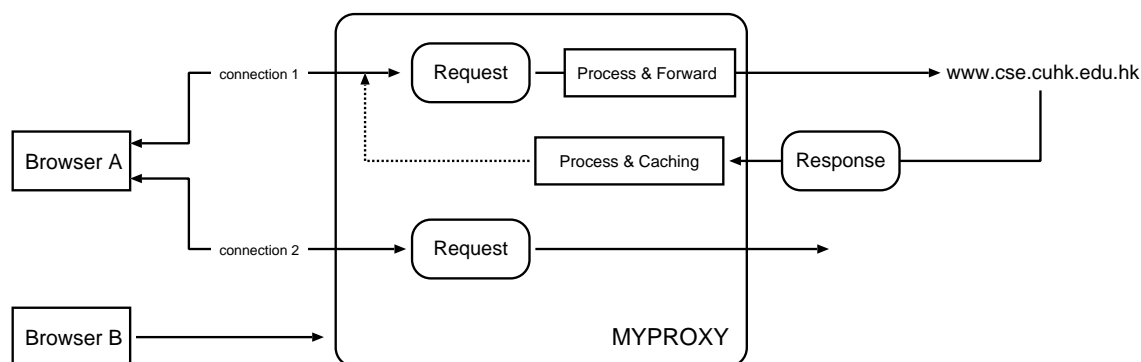 connection 1
Request
Process & Forward
www.cse.cuhk.edu.hk
Browser A
Process & Caching
Response
connection 2
Request
Browser B
MYPROXY